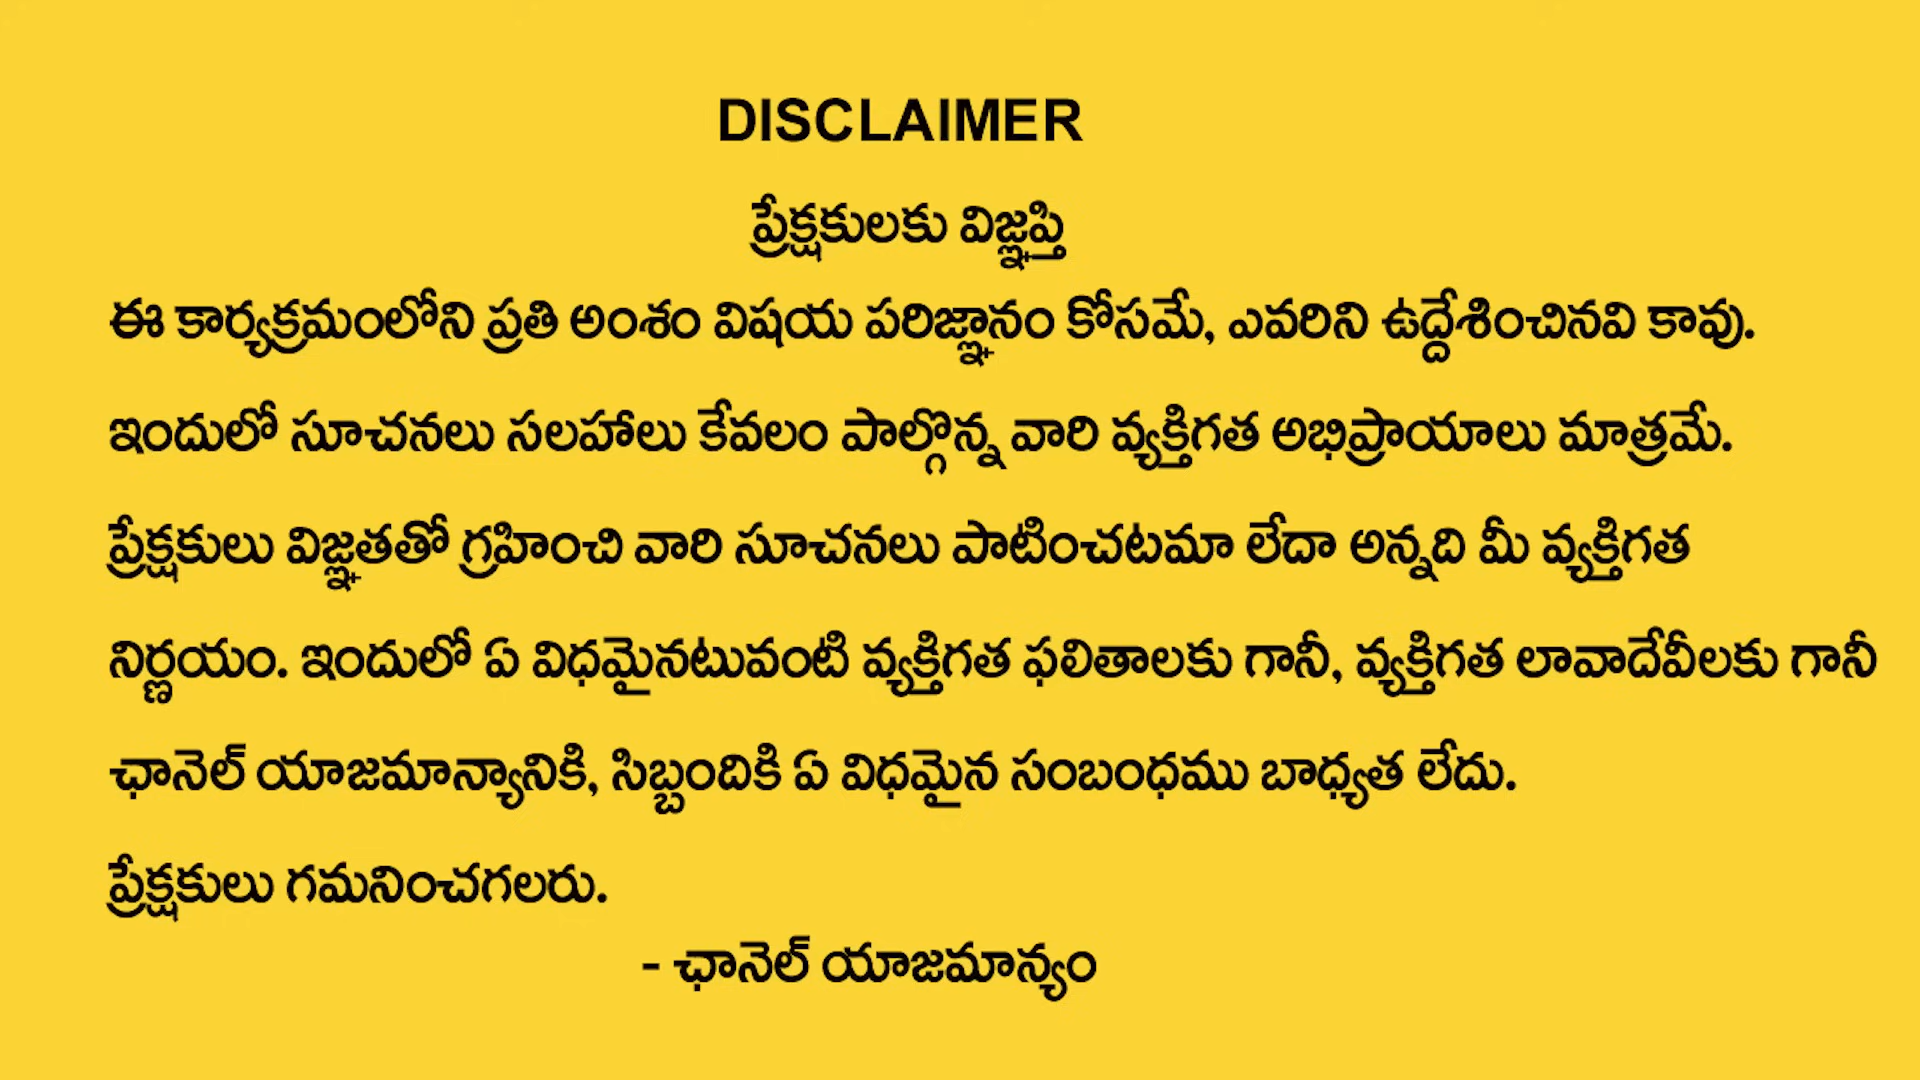 DISCLAIMER
ప్రేక్షకులకు విజ్ఞప్తి
ఈ కార్యక్రమంలోని ప్రతి అంశం విషయ పరిజ్ఞానం కోసమే, ఎవరిని ఉద్దేశించినవి కావు.
ఇందులో సూచనలు సలహాలు కేవలం పాల్గొన్న వారి వ్యక్తిగత అభిప్రాయాలు మాత్రమే.
ప్రేక్షకులు విజ్ఞతతో గ్రహించి వారి సూచనలు పాటించటమా లేదా అన్నది మీ వ్యక్తిగత
నిర్ణయం. ఇందులో ఏ విధమైనటువంటి వ్యక్తిగత ఫలితాలకు గానీ, వ్యక్తిగత లావాదేవీలకు గానీ
ఛానెల్ యాజమాన్యానికి, సిబ్బందికి ఏ విధమైన సంబంధము బాధ్యత లేదు.
ప్రేక్షకులు గమనించగలరు.
- ఛానెల్ యాజమాన్యం